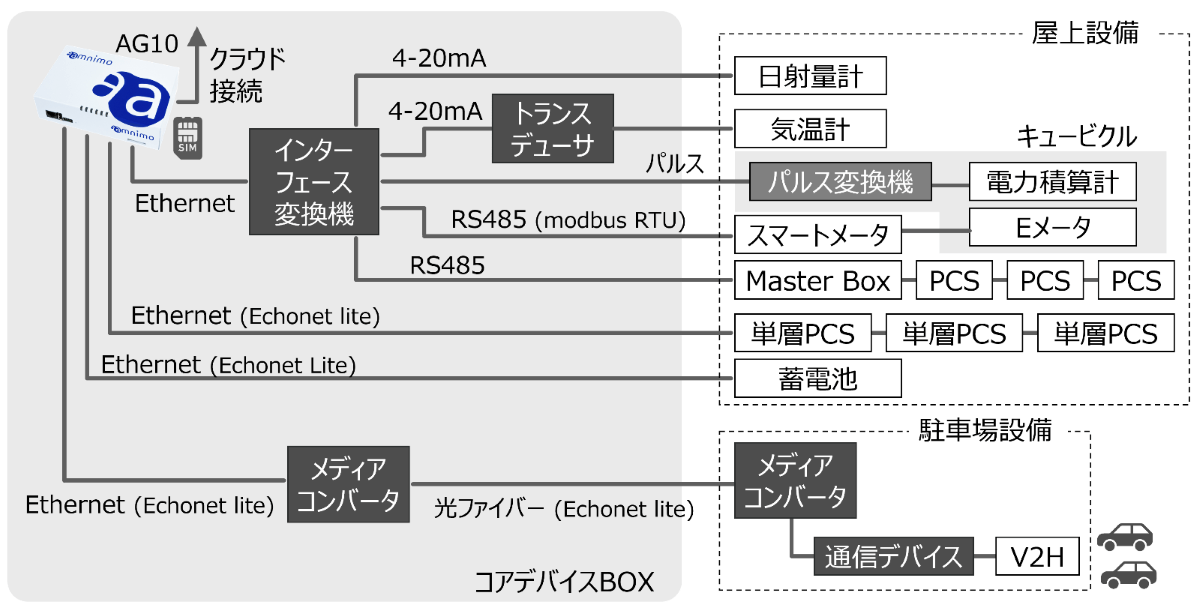 AG10
クラウド
接続
omnimo
aa
omnimo
SIM
Ethernet
インター
フェース
変換機
4-20mA
4-20mA
トランス
デューサ
パルス
RS485 (modbus RTU)
RS485
Ethernet (Echonet lite)
Ethernet (Echonet Lite)
Ethernet (Echonet lite)
メディア
コンバータ
光ファイバー (Echonet lite)
コアデバイスBOX
屋上設備
日射量計
気温計
キュービクル
パルス変換機
電力積算計
スマートメータ
Eメータ
Master Box
PCS
PCS
PCS
単層PCS
単層PCS
単層PCS
蓄電池
駐車場設備
メディア
コンバータ
通信デバイス
V2H